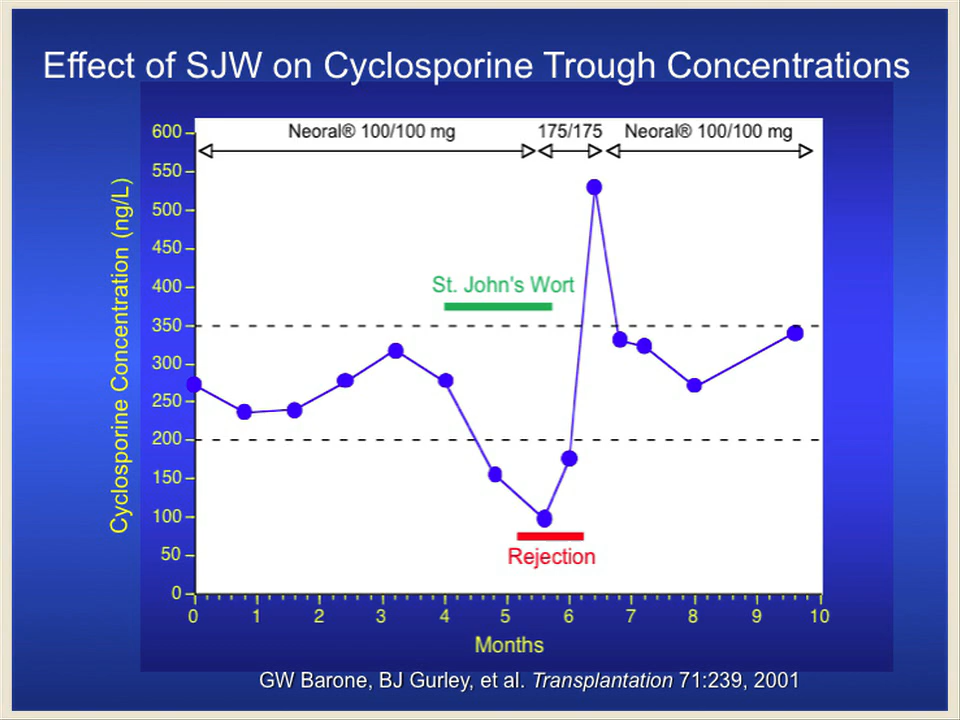 Effect of SJW on Cyclosporine Trough Concentrations
Neoral® 100/100 mg
175/175
Neoral® 100/100 mg
Cyclosporine Concentration (ng/L)
600
550
500
450
400
350
300
250
200
150
100
50
0
St. John's Wort
Rejection
0 1 2 3 4 5 6 7 8 9 10
Months
GW Barone, BJ Gurley, et al. Transplantation 71:239, 2001